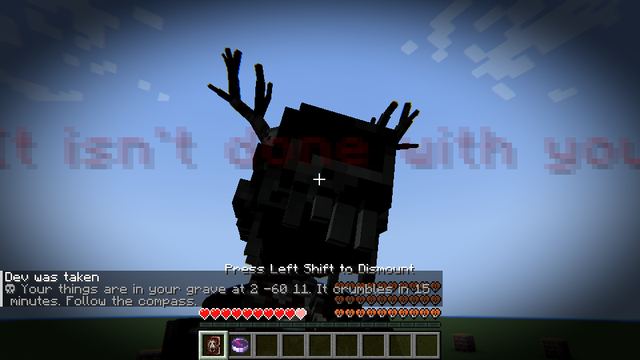 It isn't done with you
Press Left Shift to Dismount
Dev was taken
☠ Your things are in your grave at 2 -60 11. It crumbles in 15
minutes. Follow the compass.